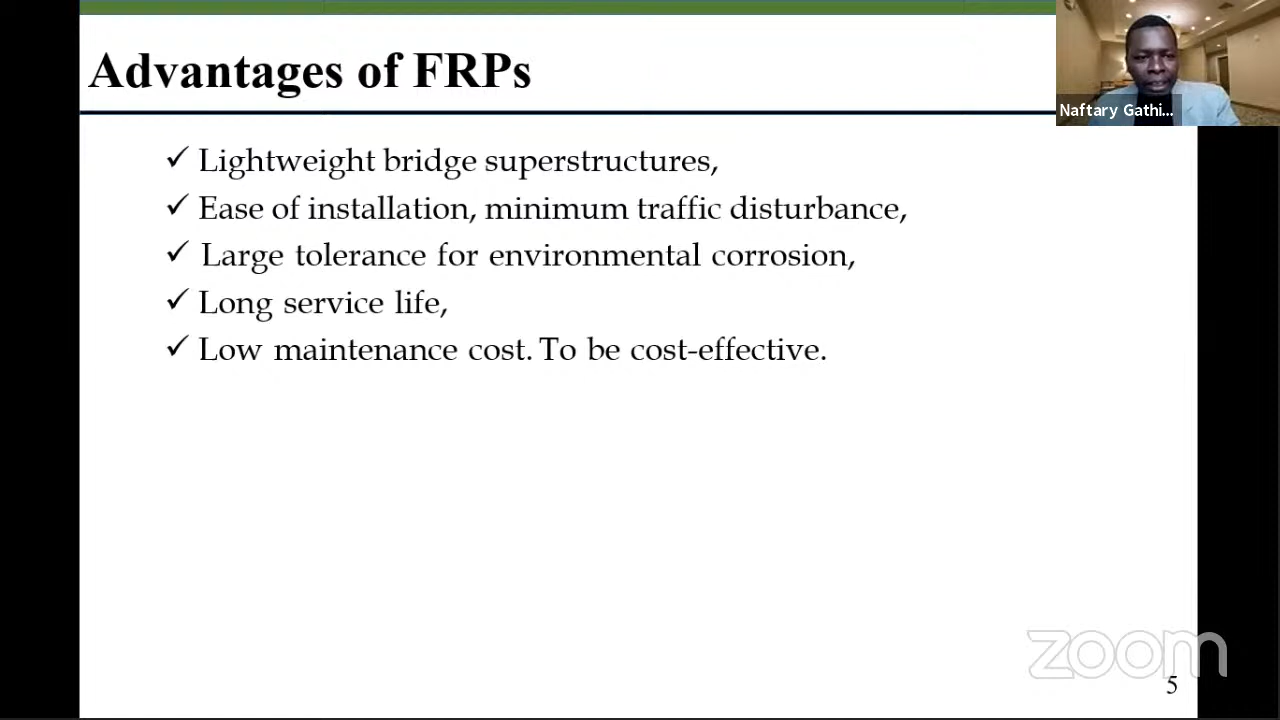 Advantages of FRPs
Naftary Gathi...
✓ Lightweight bridge superstructures,
✓ Ease of installation, minimum traffic disturbance,
✓ Large tolerance for environmental corrosion,
✓ Long service life,
✓ Low maintenance cost. To be cost-effective.
zoom
5